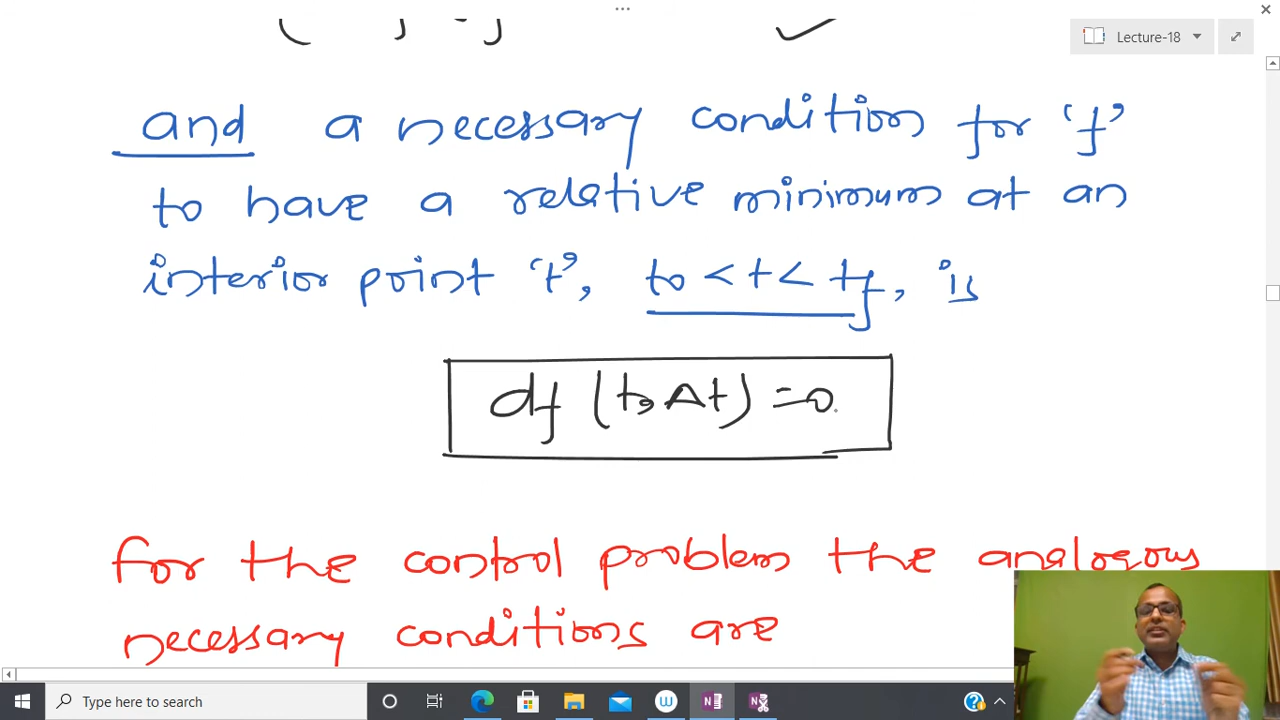 Lecture-18
and a necessary condition for 'f'
to have a relative minimum at an
interior point 't', to < t < tf, is
df (t, Δt) = 0
for the control problem the analogous
necessary conditions are
Type here to search